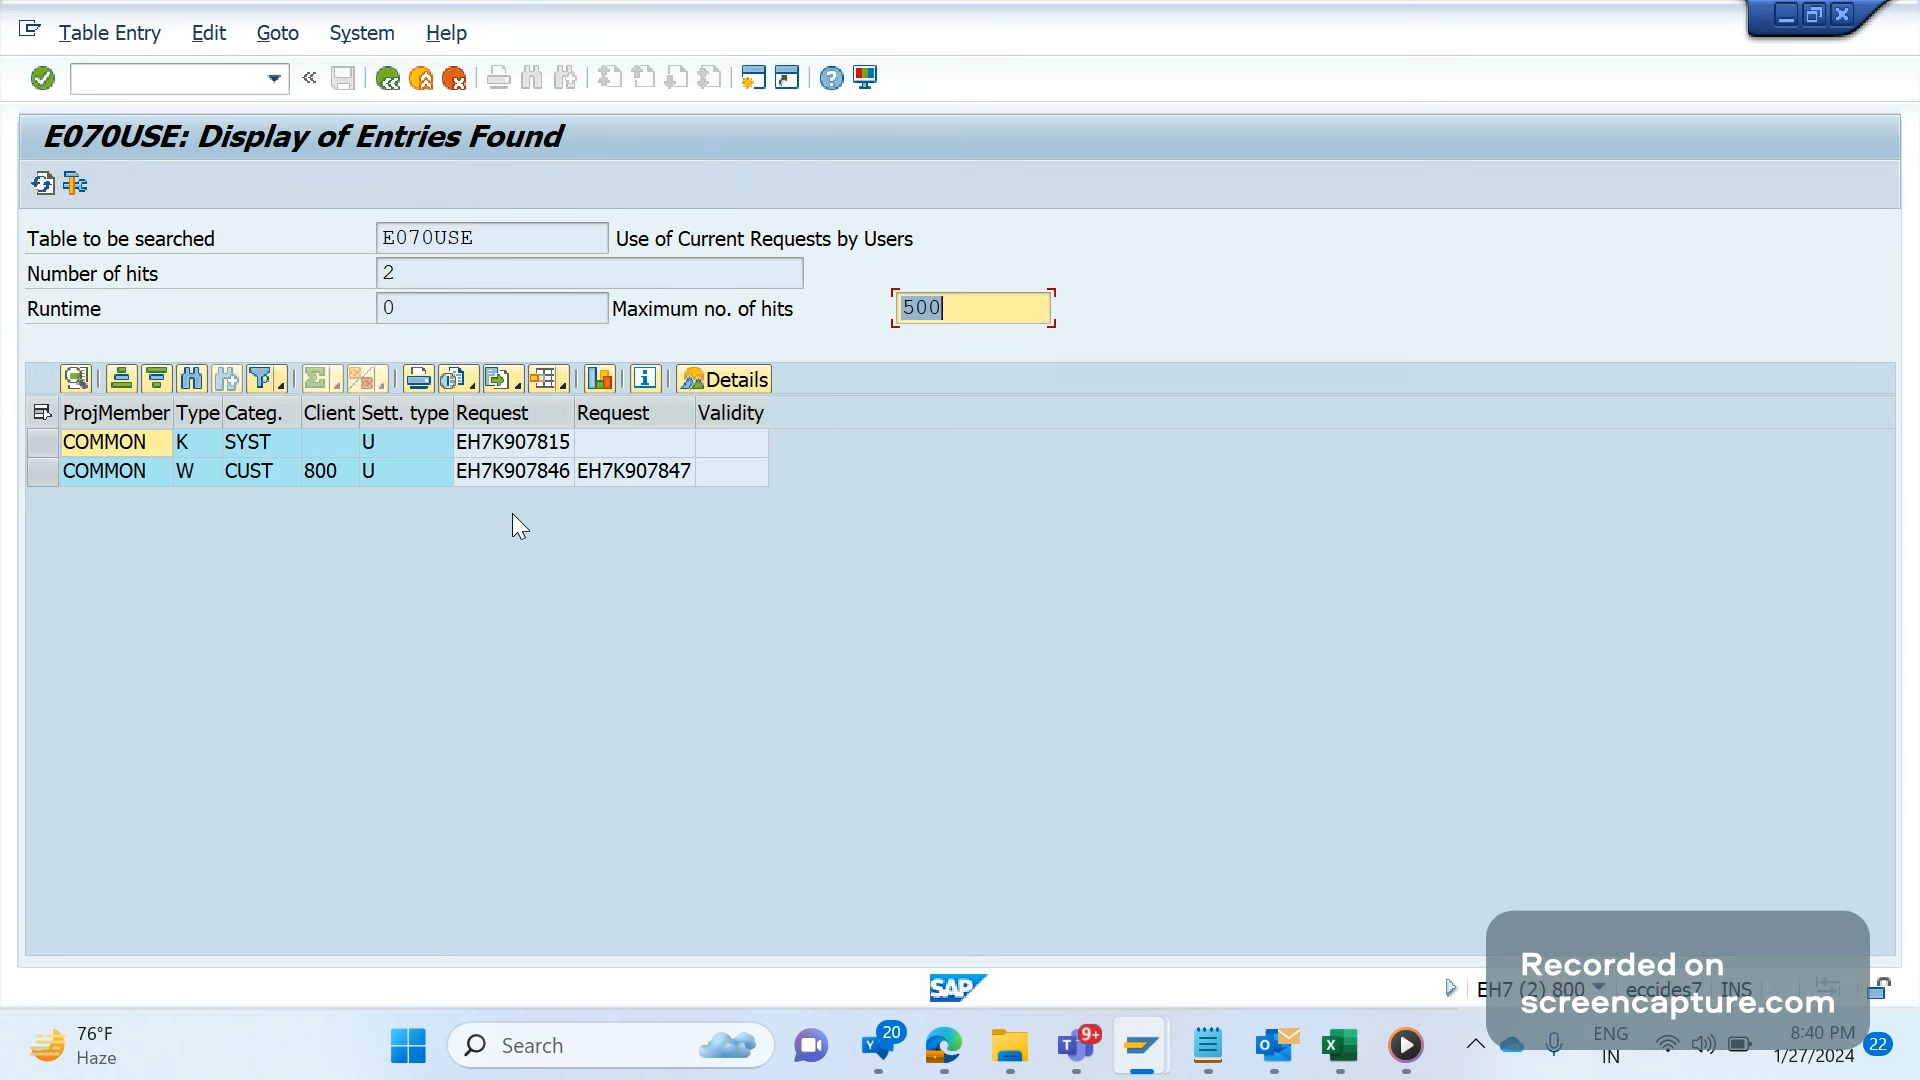 Table Entry Edit Goto System Help
E070USE: Display of Entries Found
Table to be searched E070USE Use of Current Requests by Users
Number of hits 2
Runtime 0 Maximum no. of hits 500
Details
ProjMember Type Categ. Client Sett. type Request Request Validity
COMMON K SYST U EH7K907815
COMMON W CUST 800 U EH7K907846 EH7K907847
SAP
EH7 (2) 800 eccides7 INS
Recorded on
screencapture.com
76°F
Haze
Search
20
9+
ENG
IN
8:40 PM
1/27/2024
22